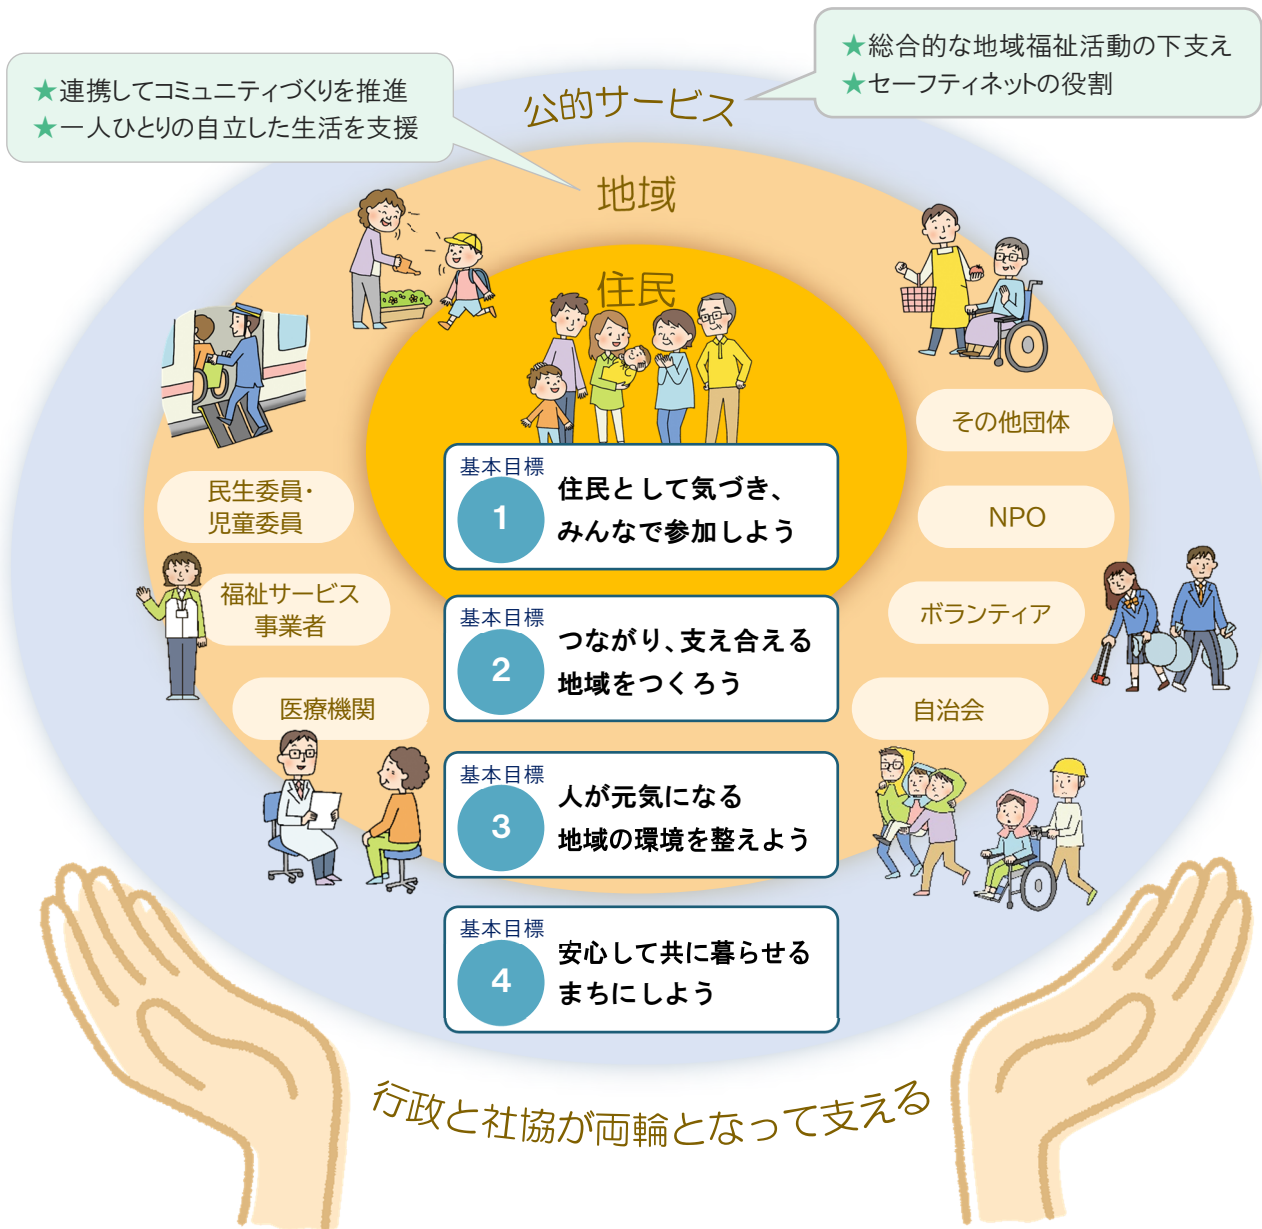 ★連携してコミュニティづくりを推進
★一人ひとりの自立した生活を支援
★総合的な地域福祉活動の下支え
★セーフティネットの役割
公的サービス
地域
住民
民生委員・
児童委員
福祉サービス
事業者
医療機関
その他団体
NPO
ボランティア
自治会
基本目標
1
住民として気づき、
みんなで参加しよう
基本目標
2
つながり、支え合える
地域をつくろう
基本目標
3
人が元気になる
地域の環境を整えよう
基本目標
4
安心して共に暮らせる
まちにしよう
行政と社協が両輪となって支える